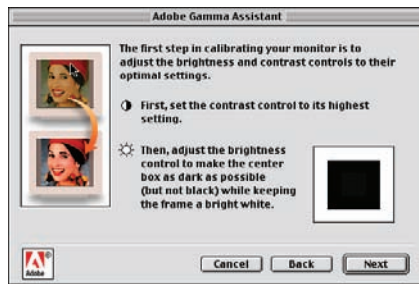 Adobe Gamma Assistant
The first step in calibrating your monitor is to
adjust the brightness and contrast controls to their
optimal settings.
First, set the contrast control to its highest
setting.
Then, adjust the brightness
control to make the center
box as dark as possible
(but not black) while keeping
the frame a bright white.
Adobe
Cancel
Back
Next